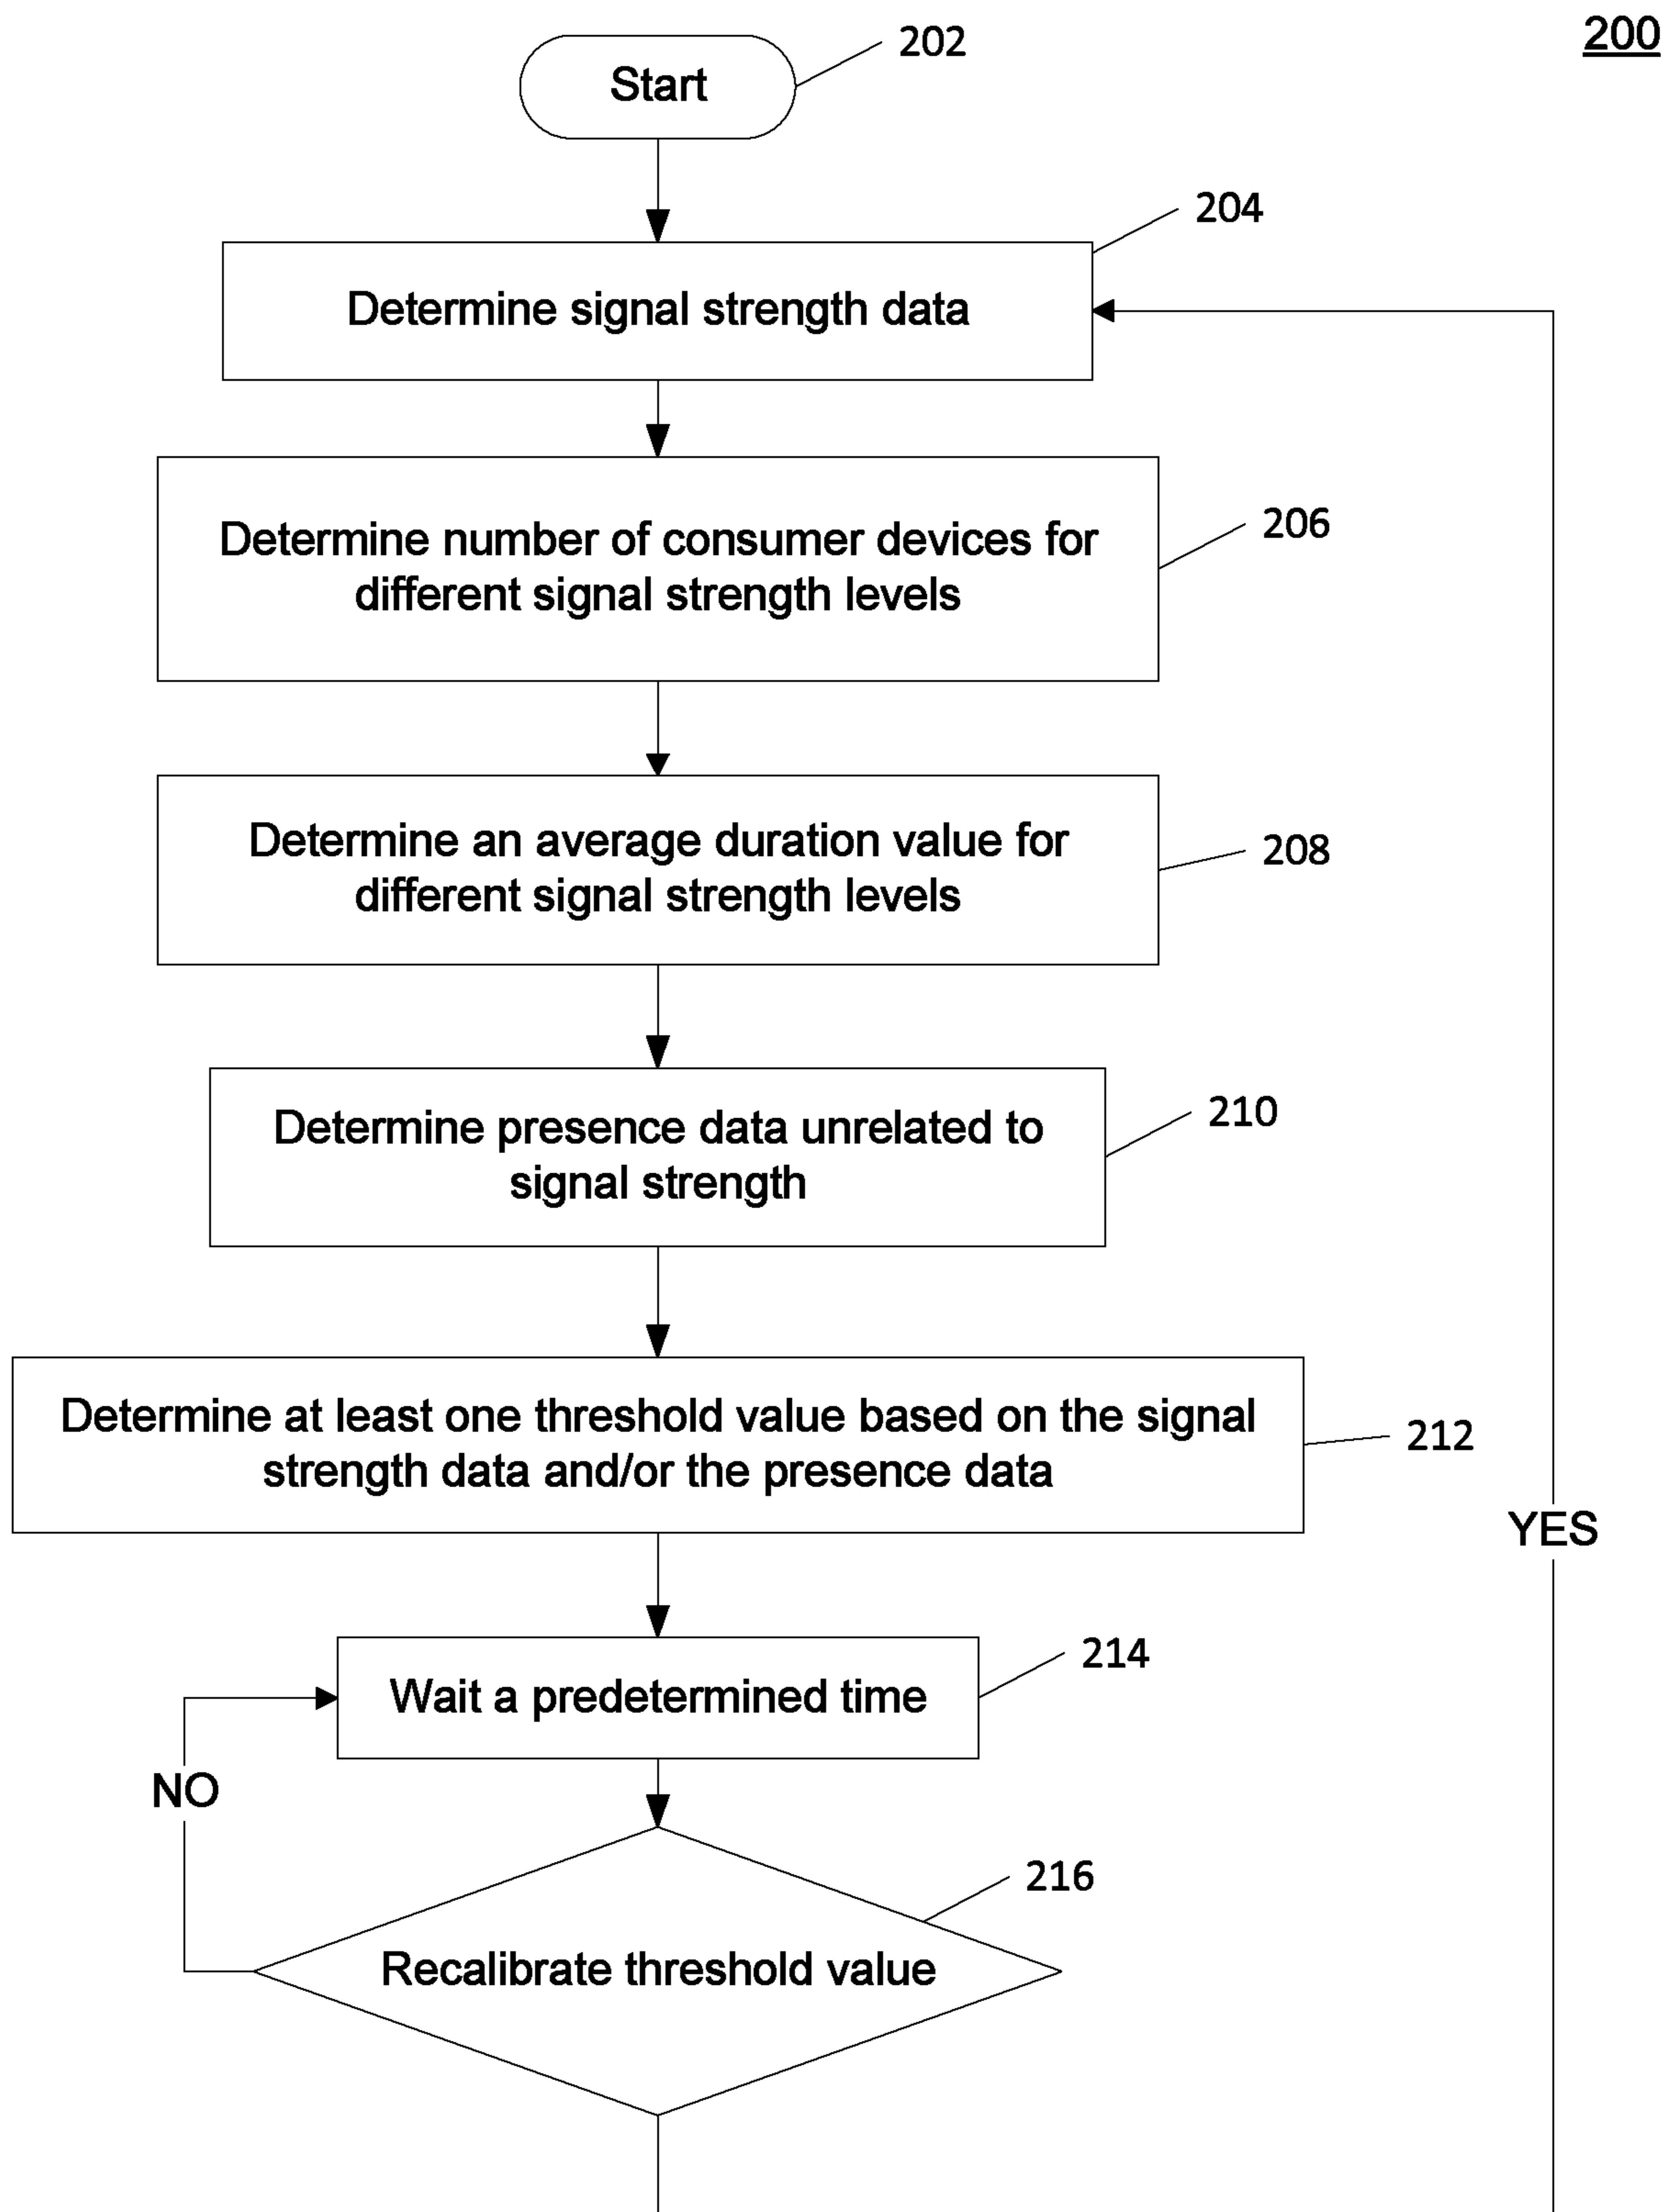 200
Start
202
Determine signal strength data
204
Determine number of consumer devices for
different signal strength levels
206
Determine an average duration value for
different signal strength levels
208
Determine presence data unrelated to
signal strength
210
Determine at least one threshold value based on the signal
strength data and/or the presence data
212
YES
Wait a predetermined time
214
NO
Recalibrate threshold value
216